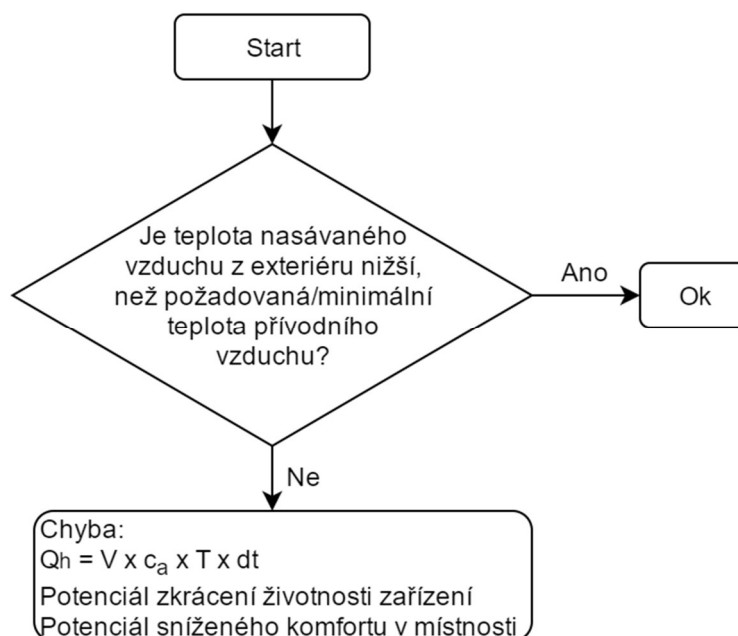 Start
Je teplota nasávaného
vzduchu z exteriéru nižší,
než požadovaná/minimální
teplota přívodního
vzduchu?
Ano
Ok
Ne
Chyba:
Qh = V x ca x T x dt
Potenciál zkrácení životnosti zařízení
Potenciál sníženého komfortu v místnosti